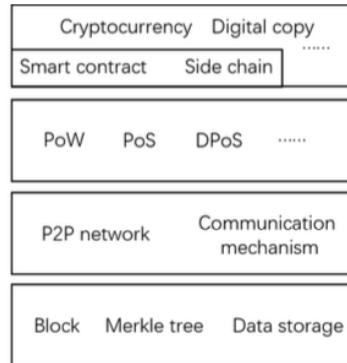 Cryptocurrency Digital copy
......
Smart contract Side chain
PoW PoS DPoS ......
P2P network Communication
mechanism
Block Merkle tree Data storage